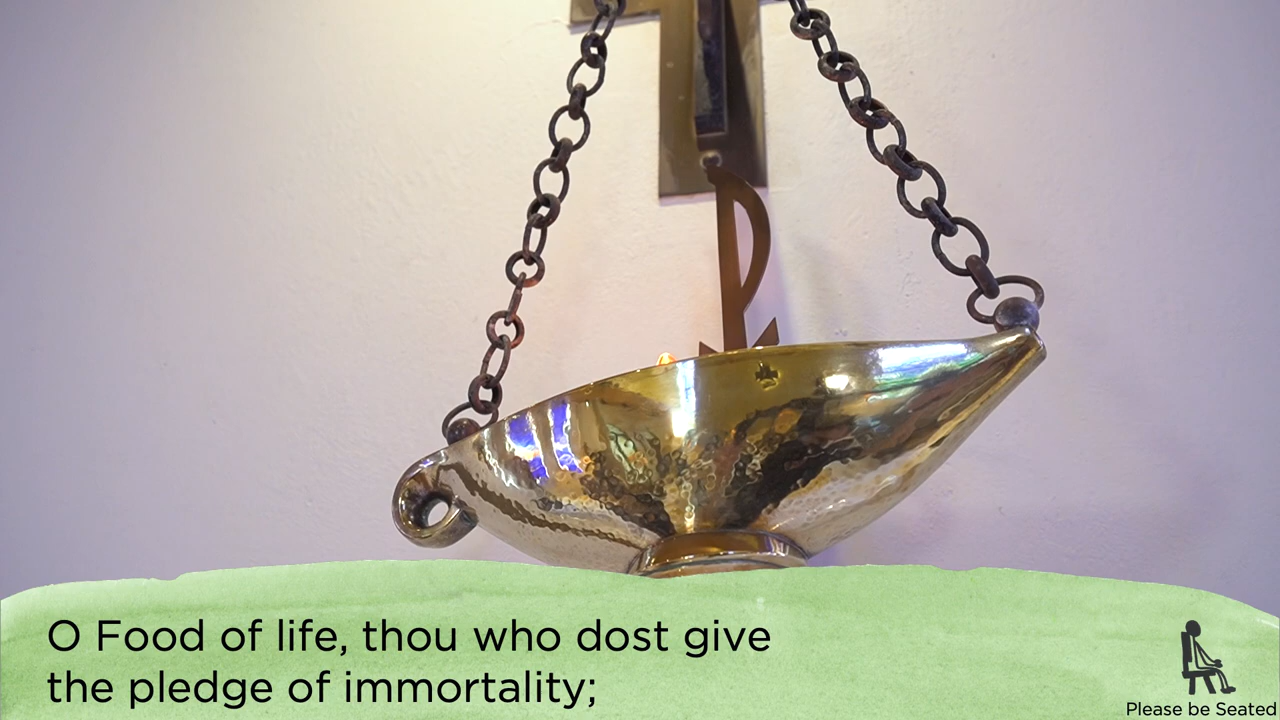 O Food of life, thou who dost give
the pledge of immortality;
Please be Seated